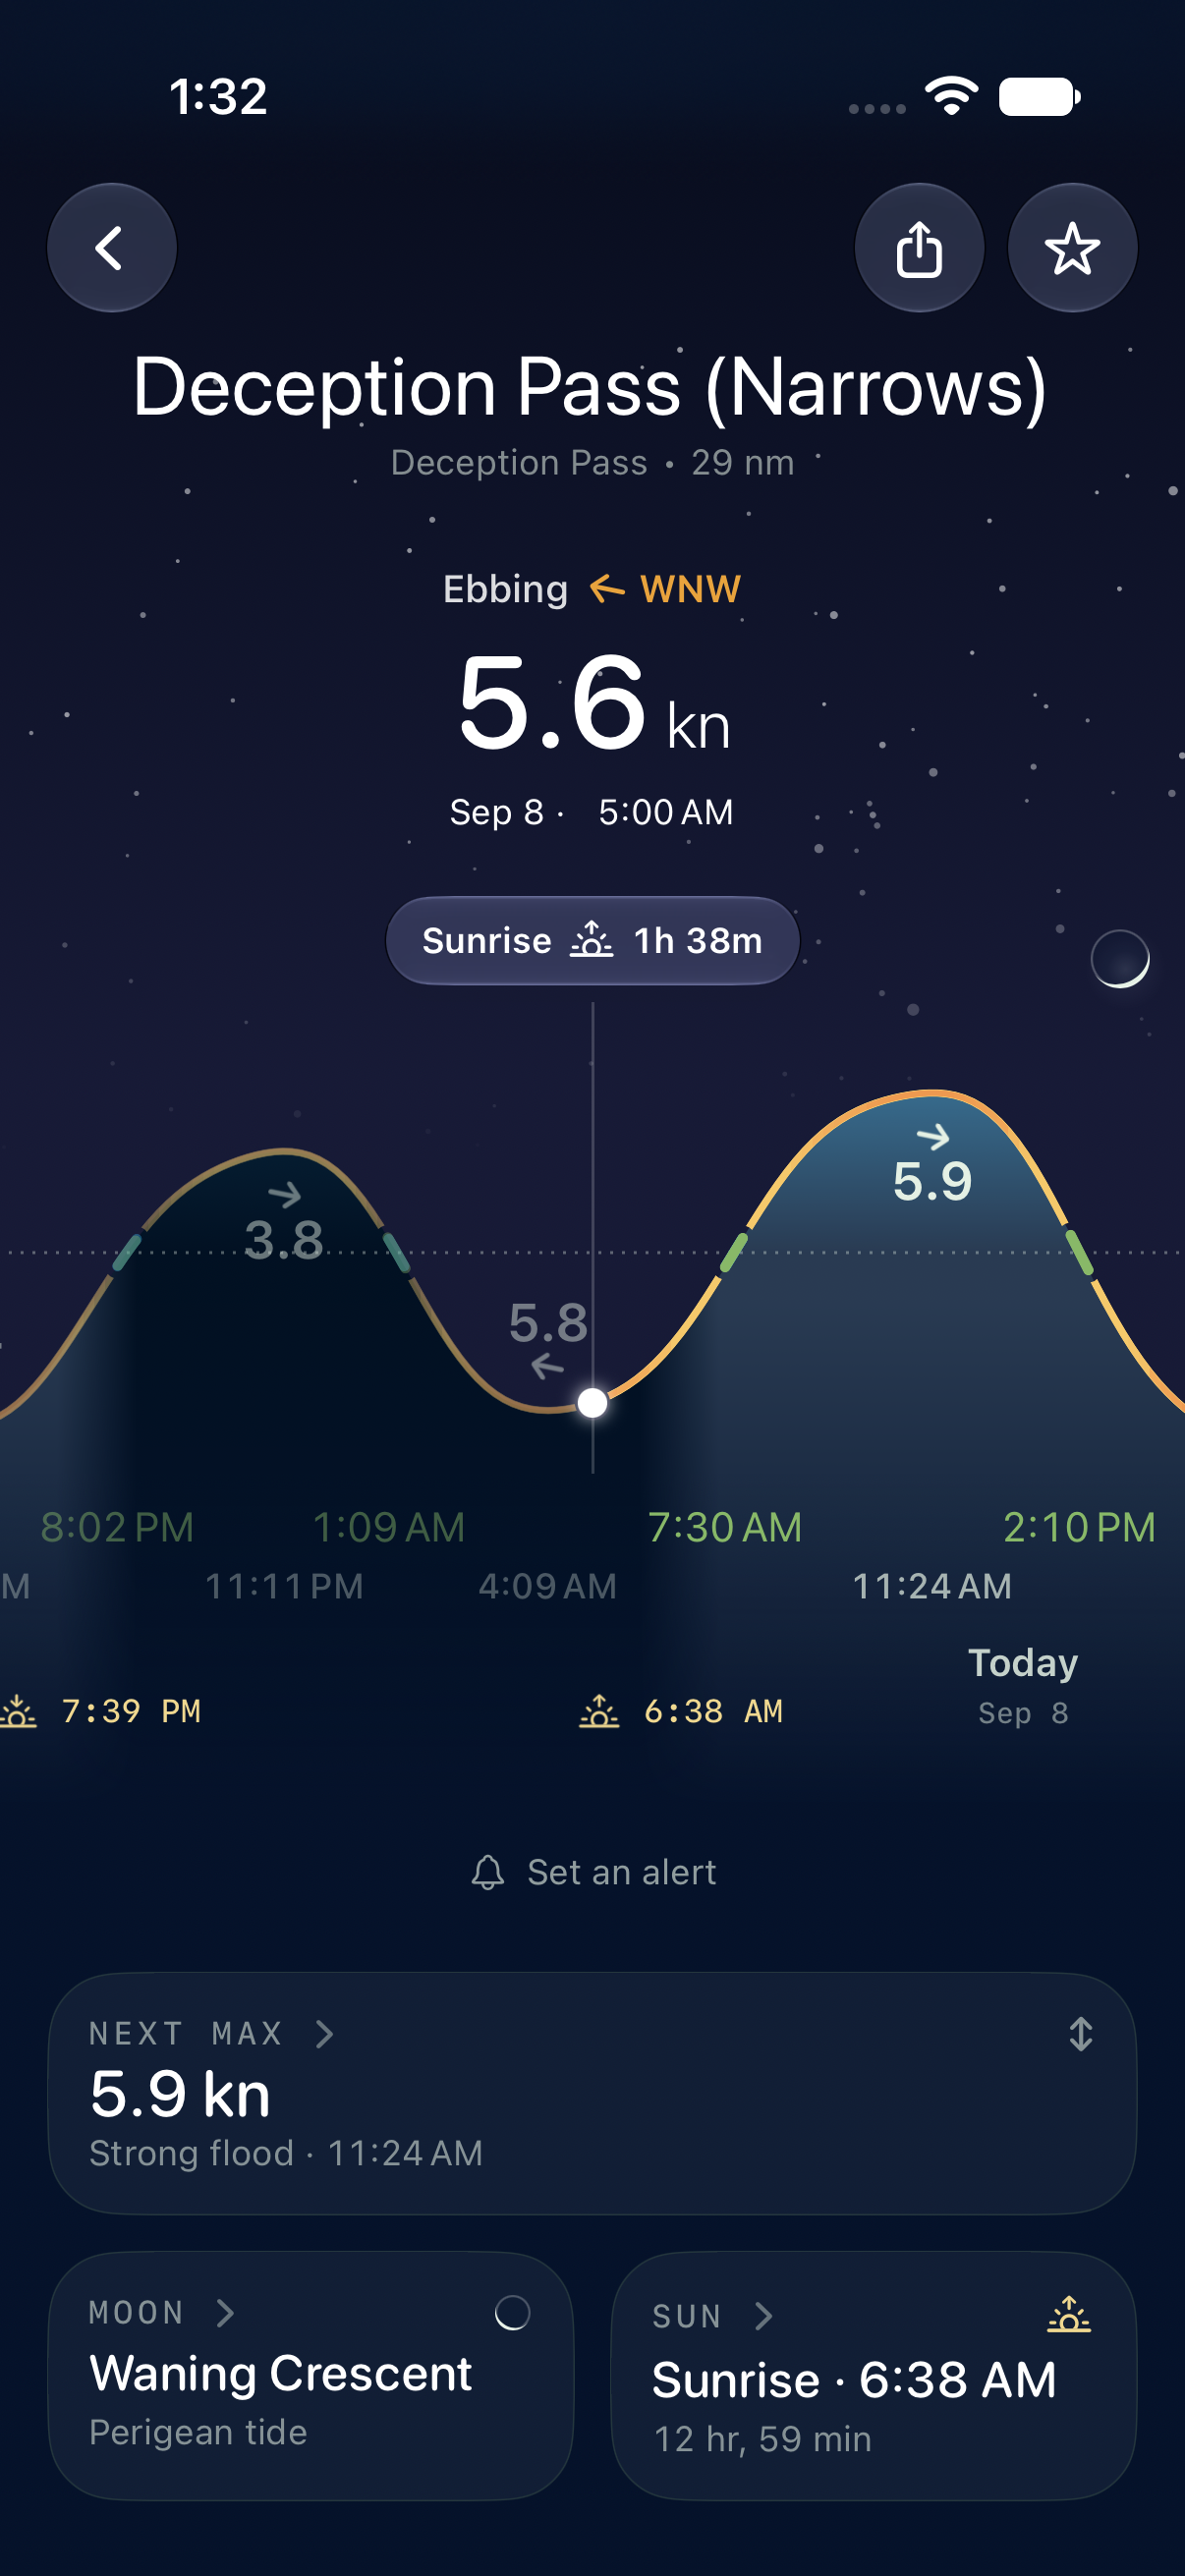 1:32
Deception Pass (Narrows)
Deception Pass • 29 nm
Ebbing WNW
5.6 kn
Sep 8 · 5:00 AM
Sunrise 1h 38m
5.9
3.8
5.8
8:02 PM 1:09 AM 7:30 AM 2:10 PM
M 11:11 PM 4:09 AM 11:24 AM
Today
7:39 PM 6:38 AM Sep 8
Set an alert
NEXT MAX
5.9 kn
Strong flood · 11:24 AM
MOON
Waning Crescent
Perigean tide
SUN
Sunrise · 6:38 AM
12 hr, 59 min